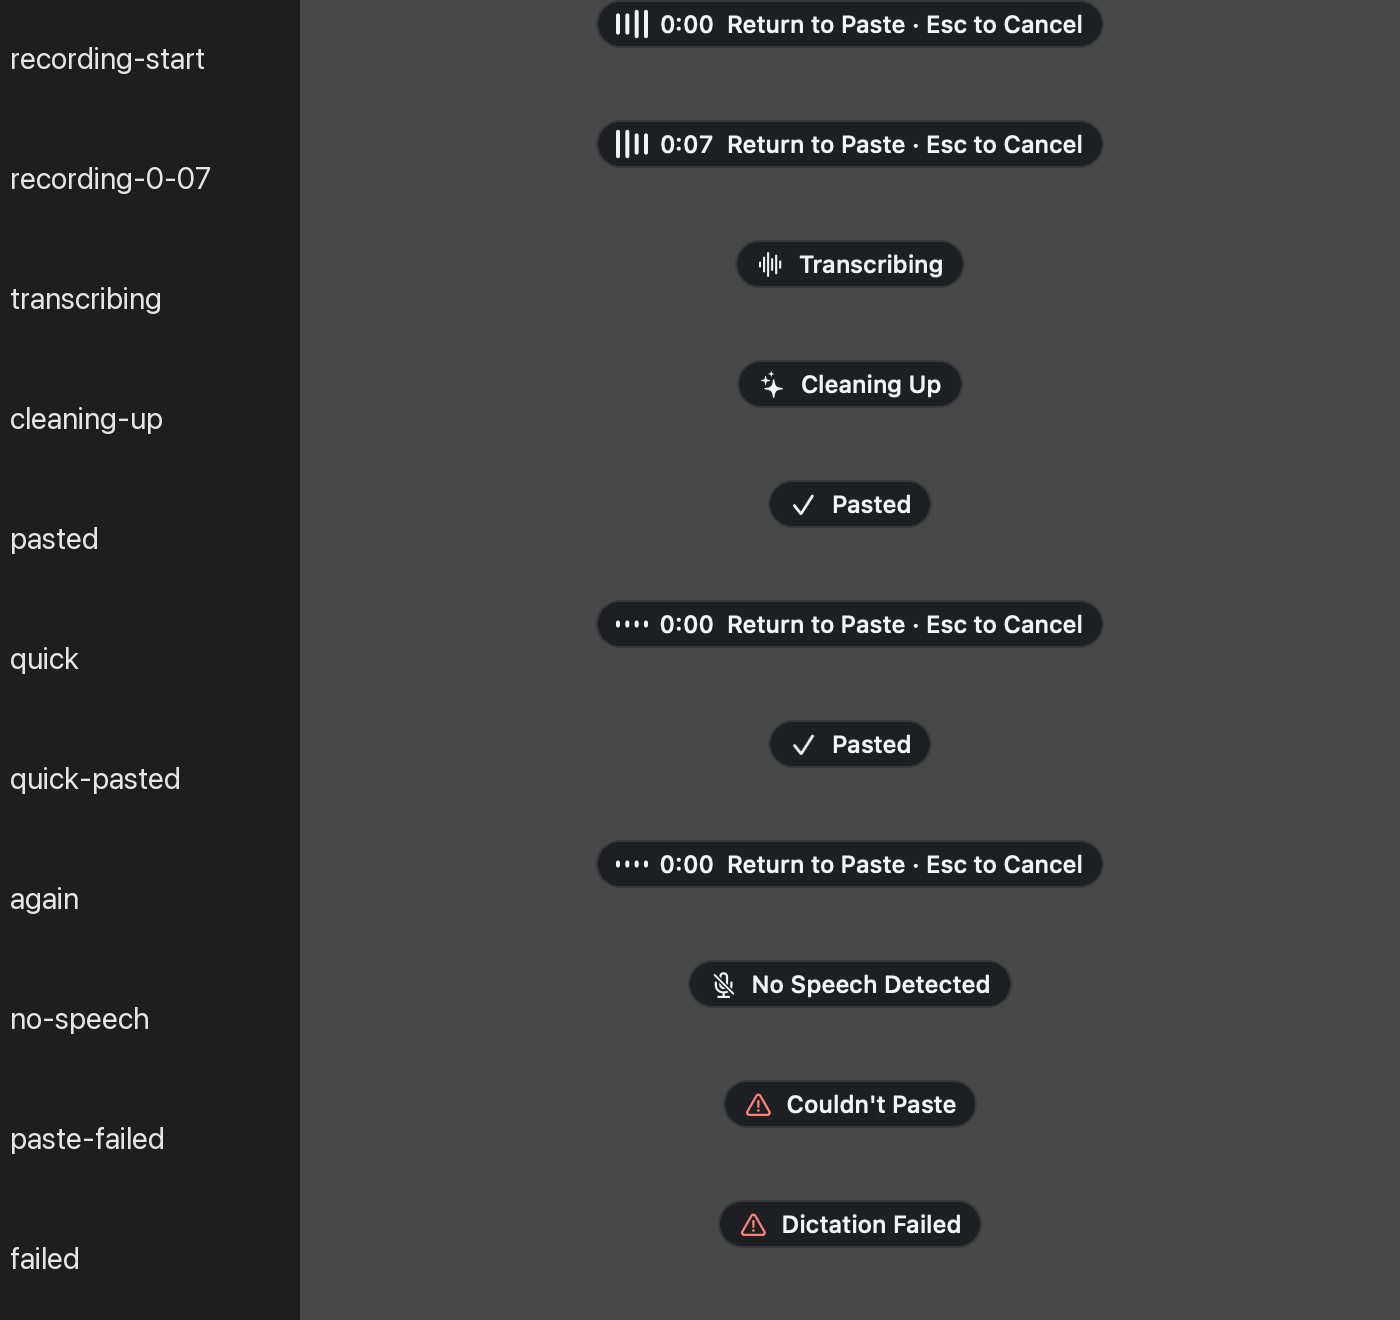 0:00 Return to Paste · Esc to Cancel
recording-start
0:07 Return to Paste · Esc to Cancel
recording-0-07
Transcribing
transcribing
Cleaning Up
cleaning-up
Pasted
pasted
0:00 Return to Paste · Esc to Cancel
quick
Pasted
quick-pasted
0:00 Return to Paste · Esc to Cancel
again
No Speech Detected
no-speech
Couldn't Paste
paste-failed
Dictation Failed
failed